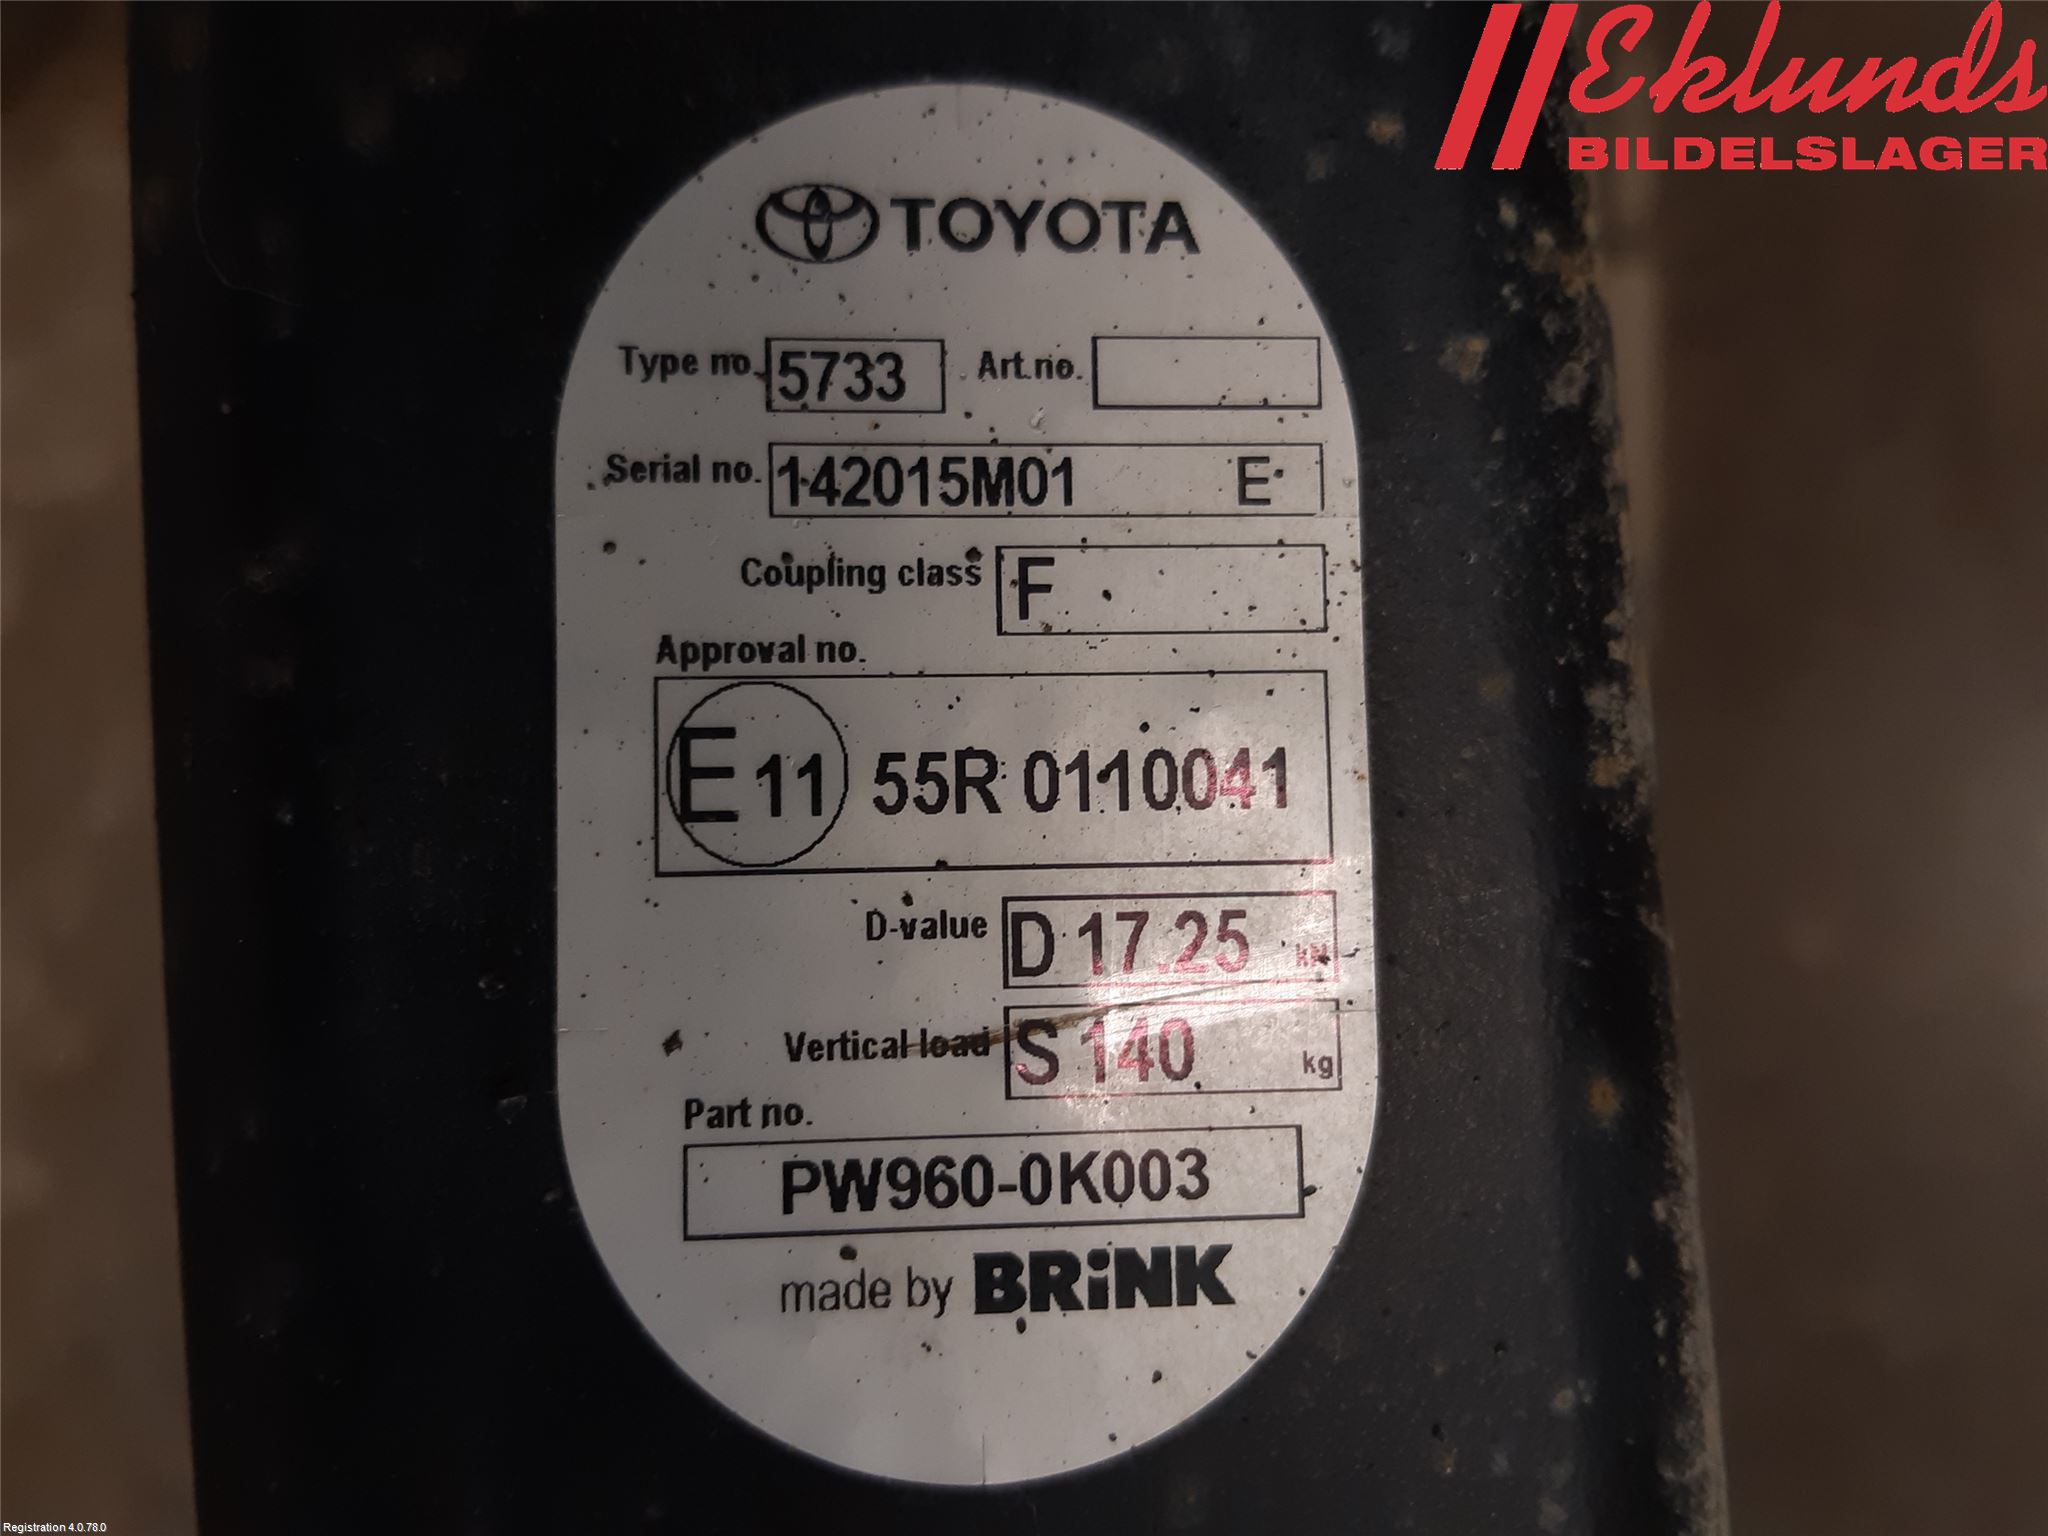 Eklunds
BILDELSLAGER
TOYOTA
Type no. 5733 Art.no.
Serial no. 142015M01 E
Coupling class F
Approval no.
E 11 55R 0110041
D-value D 17.25 kN
Vertical load S 140 kg
Part no.
PW960-0K003
made by BRiNK
Registration 4.0.78.0